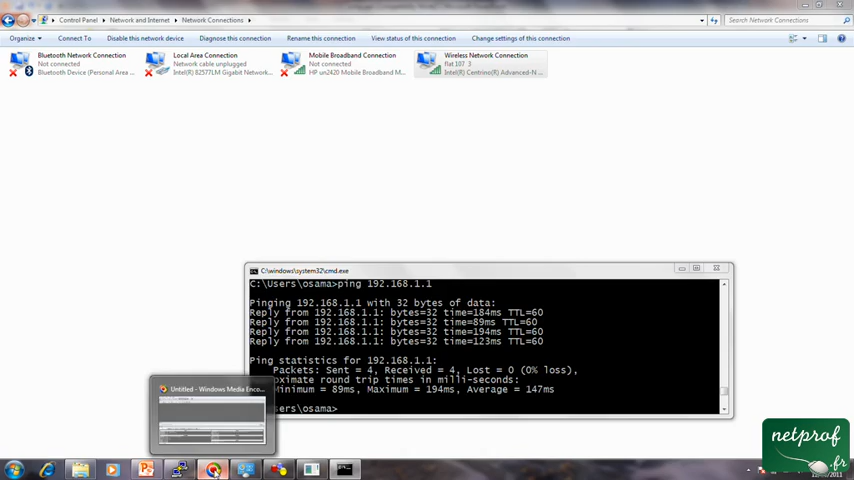 Control Panel ▸ Network and Internet ▸ Network Connections ▸
Search Network Connections
Organize
Connect To
Disable this network device
Diagnose this connection
Rename this connection
View status of this connection
Change settings of this connection
Bluetooth Network Connection
Not connected
Bluetooth Device (Personal Area ...
Local Area Connection
Network cable unplugged
Intel(R) 82577LM Gigabit Network...
Mobile Broadband Connection
Not connected
HP un2420 Mobile Broadband M...
Wireless Network Connection
flat 107 3
Intel(R) Centrino(R) Advanced-N ...
C:\windows\system32\cmd.exe
C:\Users\osama>ping 192.168.1.1
Pinging 192.168.1.1 with 32 bytes of data:
Reply from 192.168.1.1: bytes=32 time=184ms TTL=60
Reply from 192.168.1.1: bytes=32 time=89ms TTL=60
Reply from 192.168.1.1: bytes=32 time=194ms TTL=60
Reply from 192.168.1.1: bytes=32 time=123ms TTL=60
Ping statistics for 192.168.1.1:
Packets: Sent = 4, Received = 4, Lost = 0 (0% loss),
oximate round trip times in milli-seconds:
Minimum = 89ms, Maximum = 194ms, Average = 147ms
sers\osama>
Untitled - Windows Media Enco...
netprof
.fr